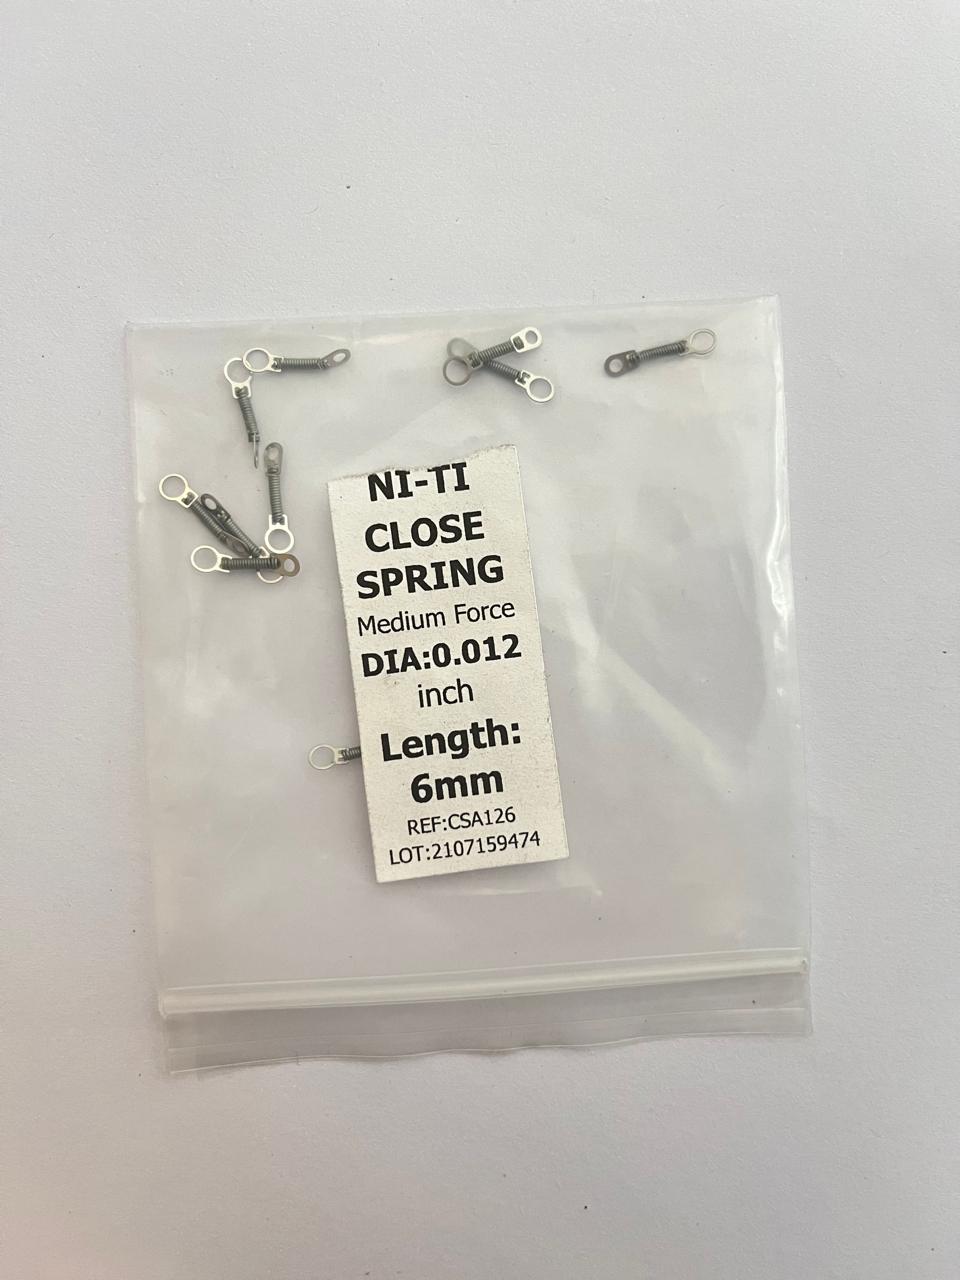 NI-TI
CLOSE
SPRING
Medium Force
DIA:0.012
inch
Length:
6mm
REF:CSA126
LOT:2107159474